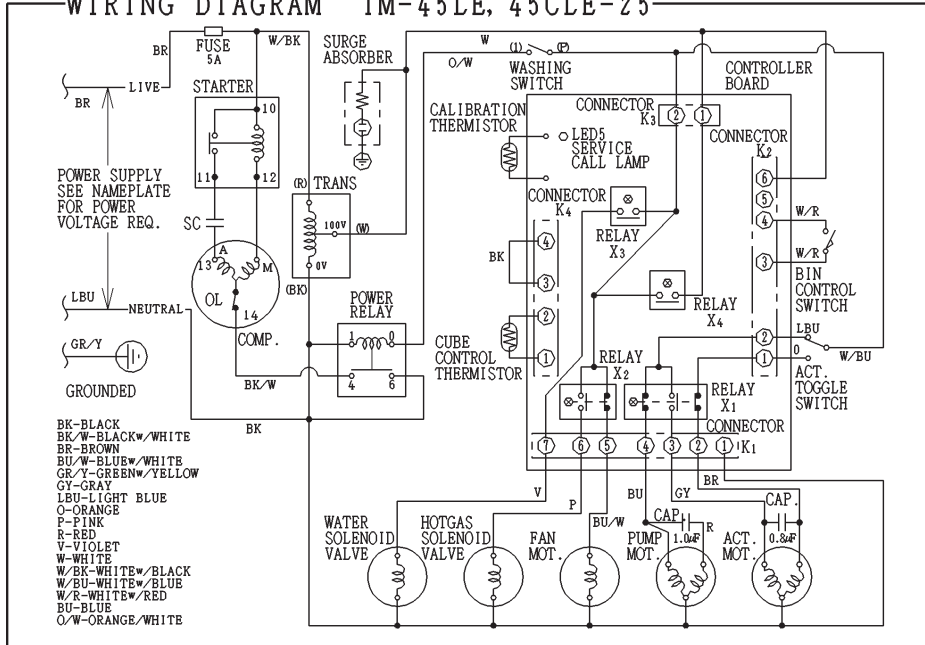 WIRING DIAGRAM IM-45LE, 45CLE-25
W/BK
BR
FUSE
5A
SURGE
ABSORBER
W
O/W
(1)
(P)
WASHING
SWITCH
CONTROLLER
BOARD
LIVE
BR
STARTER
10
11
12
CALIBRATION
THERMISTOR
LED5
SERVICE
CALL LAMP
CONNECTOR
K3
2
1
CONNECTOR
K2
6
5
4
3
2
1
W/R
W/R
BIN
CONTROL
SWITCH
POWER SUPPLY
SEE NAMEPLATE
FOR POWER
VOLTAGE REQ.
SC
(R)
TRANS
100V
(W)
0V
(BK)
CONNECTOR
K4
4
3
2
1
BK
RELAY
X3
RELAY
X4
13
A
M
OL
14
COMP.
LBU
NEUTRAL
POWER
RELAY
1
0
4
6
CUBE
CONTROL
THERMISTOR
LBU
0
W/BU
ACT.
TOGGLE
SWITCH
GR/Y
GROUNDED
BK/W
BK
RELAY
X2
RELAY
X1
CONNECTOR
K1
7
6
5
4
3
2
1
BK-BLACK
BK/W-BLACKw/WHITE
BR-BROWN
BU/W-BLUEw/WHITE
GR/Y-GREENw/YELLOW
GY-GRAY
LBU-LIGHT BLUE
O-ORANGE
P-PINK
R-RED
V-VIOLET
W-WHITE
W/BK-WHITEw/BLACK
W/BU-WHITEw/BLUE
W/R-WHITEw/RED
BU-BLUE
O/W-ORANGE/WHITE
V
P
BU/W
BU
GY
BR
CAP.
1.0uF
R
CAP.
0.8uF
WATER
SOLENOID
VALVE
HOTGAS
SOLENOID
VALVE
FAN
MOT.
PUMP
MOT.
ACT.
MOT.